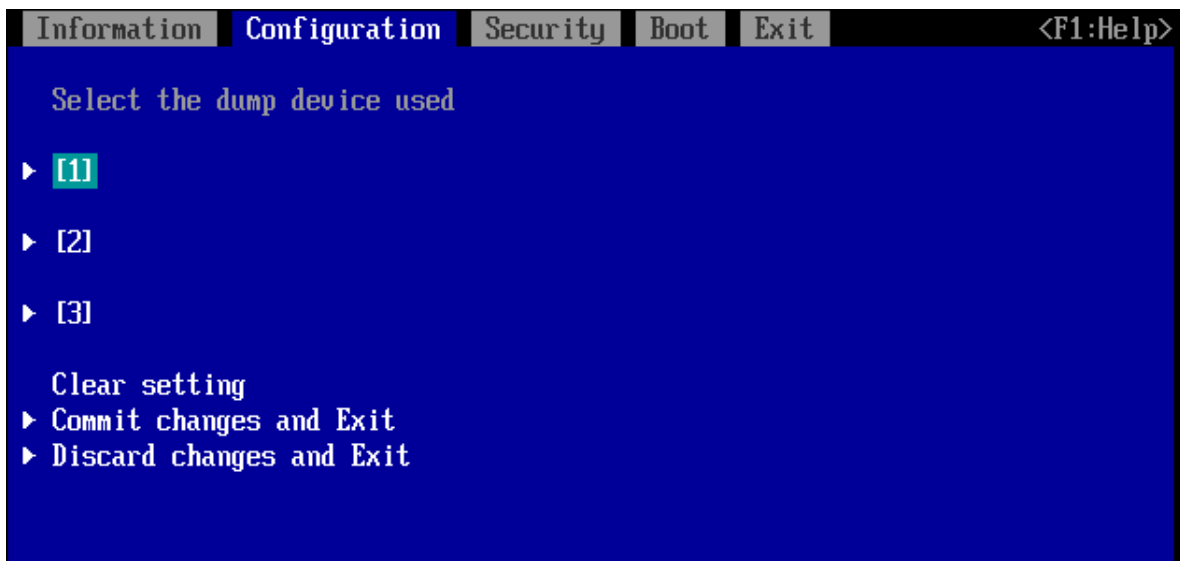 Information Configuration Security Boot Exit <F1:Help>
Select the dump device used
[1]
[2]
[3]
Clear setting
Commit changes and Exit
Discard changes and Exit